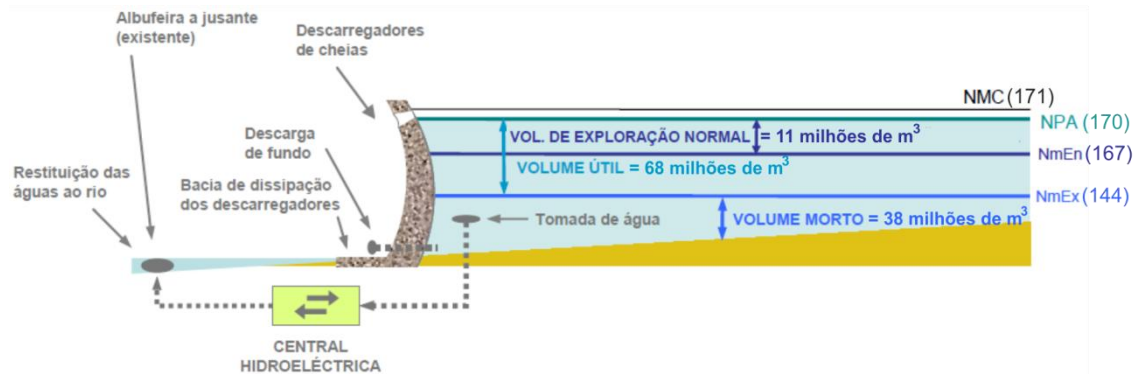 Albufeira a jusante
(existente)
Descarregadores
de cheias
NMC (171)
NPA (170)
VOL. DE EXPLORAÇÃO NORMAL = 11 milhões de m³
Descarga
de fundo
NmEn (167)
VOLUME ÚTIL = 68 milhões de m³
Restituição das
águas ao rio
Bacia de dissipação
dos descarregadores
NmEx (144)
Tomada de água
VOLUME MORTO = 38 milhões de m³
CENTRAL
HIDROELÉCTRICA